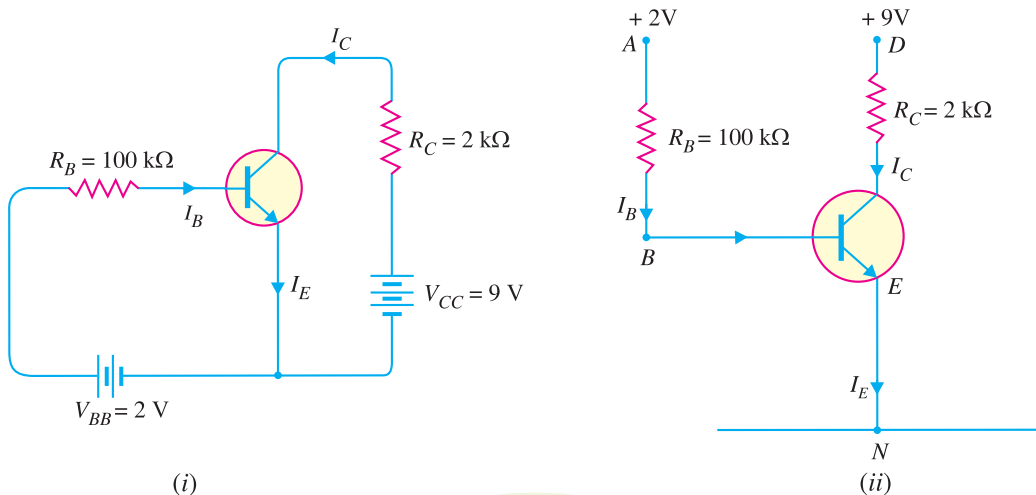 I_C
R_C = 2 kΩ
R_B = 100 kΩ
I_B
I_E
V_CC = 9 V
V_BB = 2 V
(i)
+ 2V
A
R_B = 100 kΩ
I_B
B
+ 9V
D
R_C = 2 kΩ
I_C
E
I_E
N
(ii)